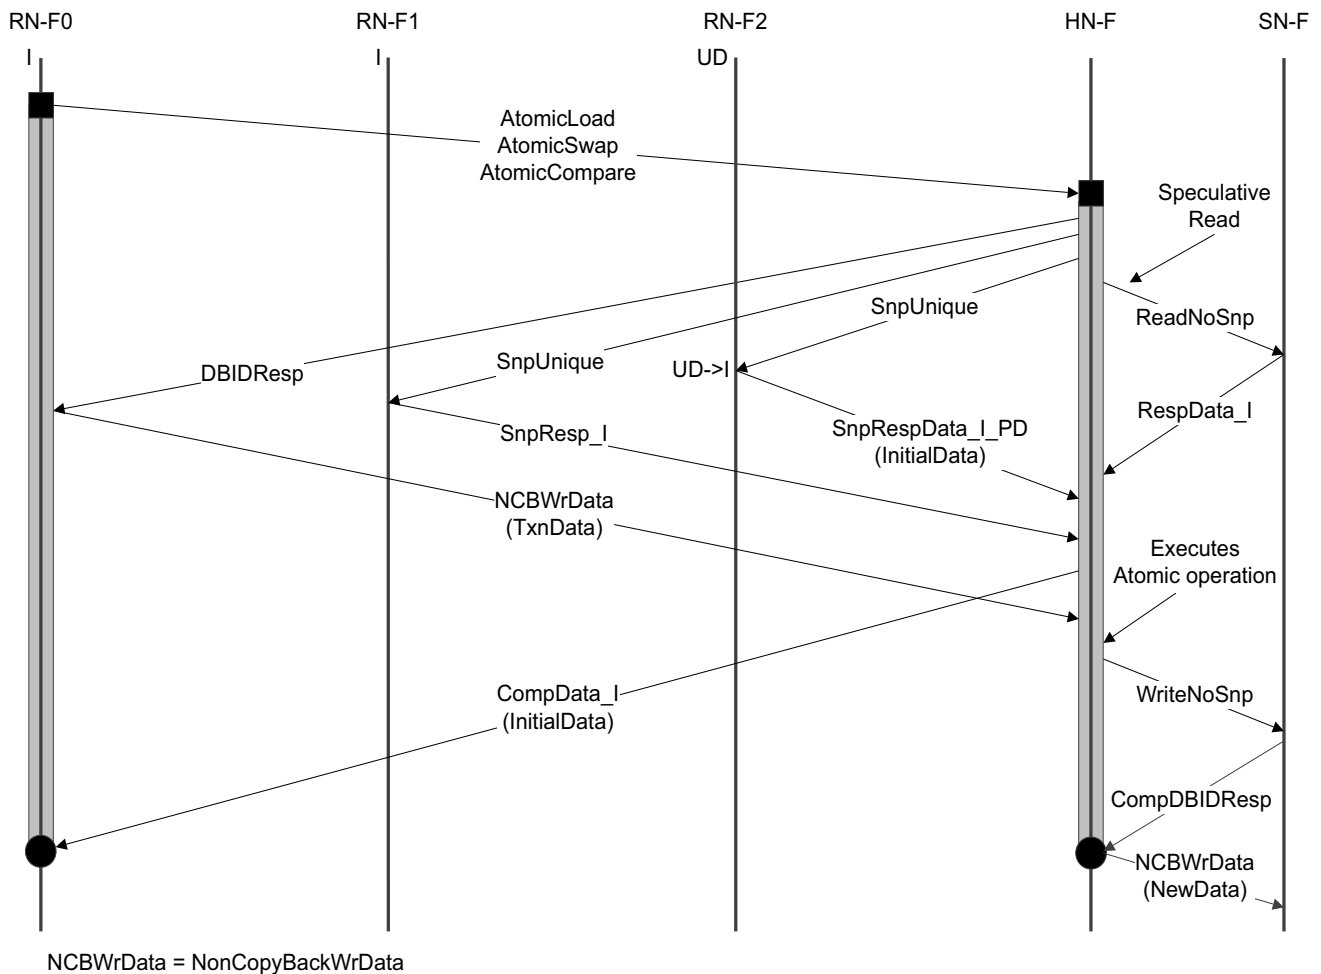 RN-F0
RN-F1
RN-F2
HN-F
SN-F
I
I
UD
AtomicLoad
AtomicSwap
AtomicCompare
Speculative
Read
SnpUnique
ReadNoSnp
SnpUnique
DBIDResp
UD->I
RespData_I
SnpResp_I
SnpRespData_I_PD
(InitialData)
NCBWrData
(TxnData)
Executes
Atomic operation
CompData_I
(InitialData)
WriteNoSnp
CompDBIDResp
NCBWrData
(NewData)
NCBWrData = NonCopyBackWrData